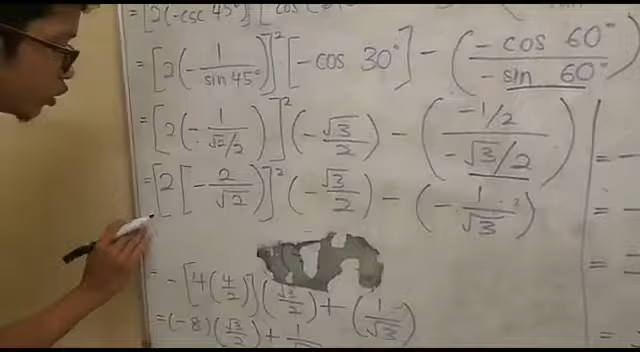 = [2(-csc 45°)] [cos
= [2(-1/sin 45°)]² [-cos 30°] - (-cos 60°/-sin 60°)
= [2(-1/√2/2)]² (-√3/2) - (-1/2/-√3/2)
= [2[-2/√2)]² (-√3/2) - (-1/√3)
= -[4(4/2)](√3/2) + (1/√3)
= (-8)(√3/2) + 1/
= -
=
=
=